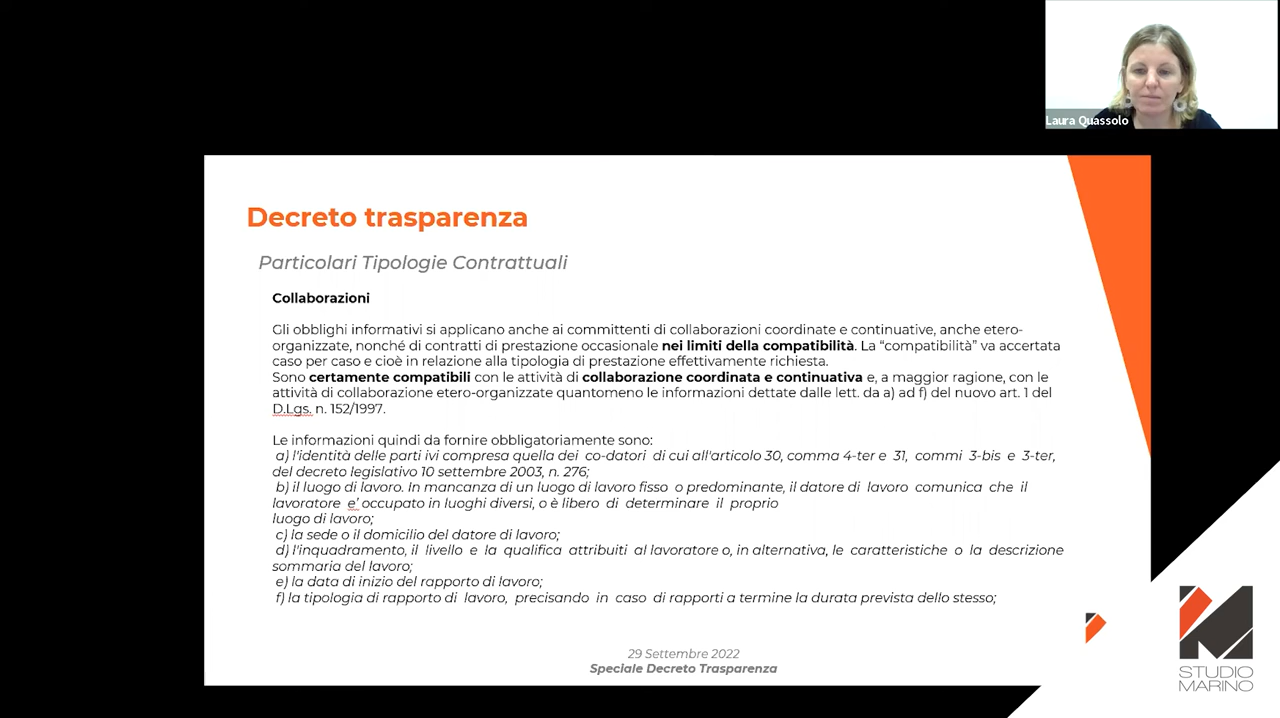 Laura Quassolo
Decreto trasparenza
Particolari Tipologie Contrattuali
Collaborazioni
Gli obblighi informativi si applicano anche ai committenti di collaborazioni coordinate e continuative, anche etero-
organizzate, nonché di contratti di prestazione occasionale nei limiti della compatibilità. La “compatibilità” va accertata
caso per caso e cioè in relazione alla tipologia di prestazione effettivamente richiesta.
Sono certamente compatibili con le attività di collaborazione coordinata e continuativa e, a maggior ragione, con le
attività di collaborazione etero-organizzate quantomeno le informazioni dettate dalle lett. da a) ad f) del nuovo art. 1 del
D.Lgs. n. 152/1997.
Le informazioni quindi da fornire obbligatoriamente sono:
a) l'identità delle parti ivi compresa quella dei co-datori di cui all'articolo 30, comma 4-ter e 31, commi 3-bis e 3-ter,
del decreto legislativo 10 settembre 2003, n. 276;
b) il luogo di lavoro. In mancanza di un luogo di lavoro fisso o predominante, il datore di lavoro comunica che il
lavoratore e' occupato in luoghi diversi, o è libero di determinare il proprio
luogo di lavoro;
c) la sede o il domicilio del datore di lavoro;
d) l'inquadramento, il livello e la qualifica attribuiti al lavoratore o, in alternativa, le caratteristiche o la descrizione
sommaria del lavoro;
e) la data di inizio del rapporto di lavoro;
f) la tipologia di rapporto di lavoro, precisando in caso di rapporti a termine la durata prevista dello stesso;
29 Settembre 2022
Speciale Decreto Trasparenza
STUDIO
MARINO